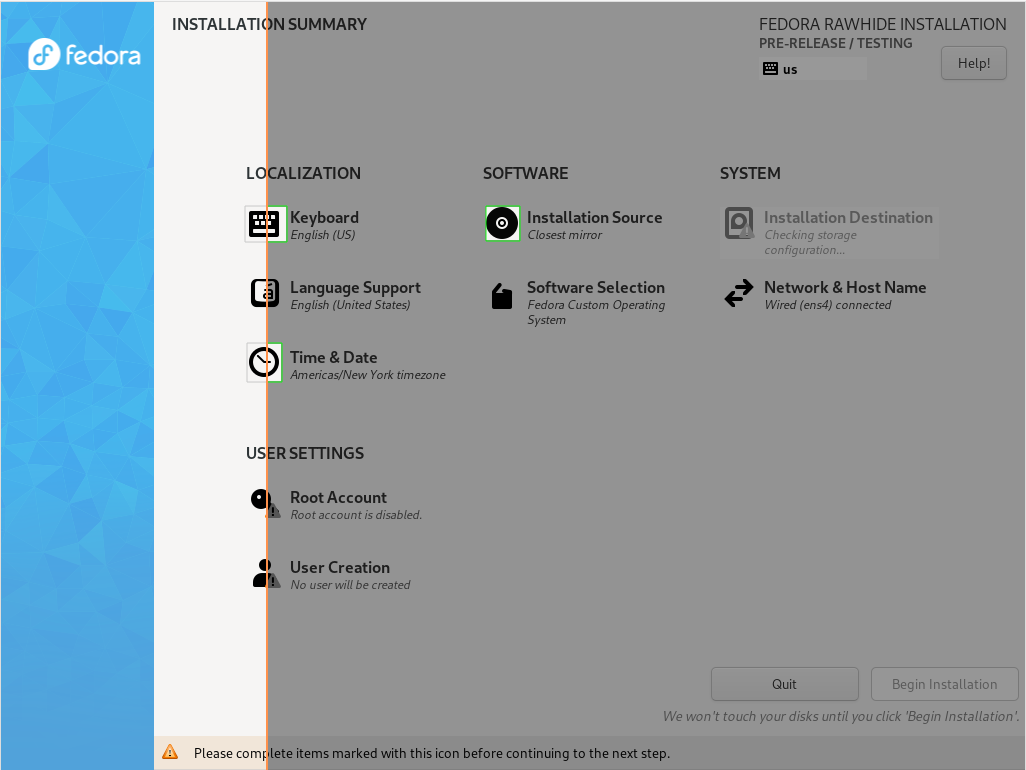 fedora
INSTALLATION SUMMARY
FEDORA RAWHIDE INSTALLATION
PRE-RELEASE / TESTING
us
Help!
LOCALIZATION
Keyboard
English (US)
Language Support
English (United States)
Time & Date
Americas/New York timezone
SOFTWARE
Installation Source
Closest mirror
Software Selection
Fedora Custom Operating
System
SYSTEM
Installation Destination
Checking storage
configuration...
Network & Host Name
Wired (ens4) connected
USER SETTINGS
Root Account
Root account is disabled.
User Creation
No user will be created
Quit
Begin Installation
We won't touch your disks until you click 'Begin Installation'.
Please complete items marked with this icon before continuing to the next step.